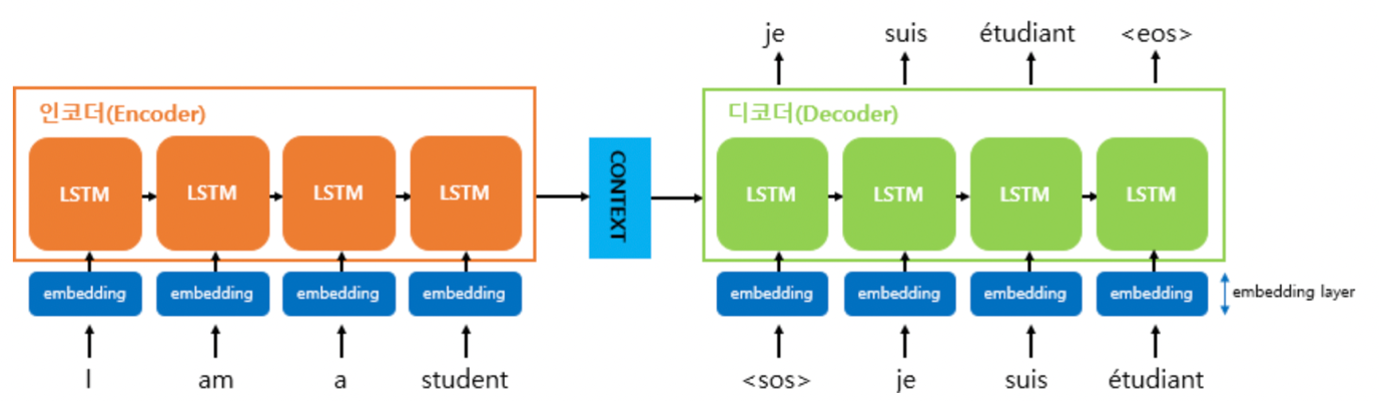 je suis étudiant <eos>
인코더(Encoder)
디코더(Decoder)
LSTM LSTM LSTM LSTM
CONTEXT
LSTM LSTM LSTM LSTM
embedding embedding embedding embedding
embedding embedding embedding embedding
embedding layer
I am a student
<sos> je suis étudiant